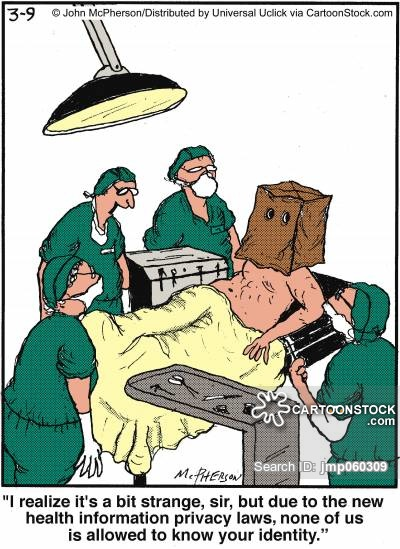 3-9 © John McPherson/Distributed by Universal Uclick via CartoonStock.com
CARTOONSTOCK
.com
McPHERSON
Search ID: jmp060309
"I realize it's a bit strange, sir, but due to the new
health information privacy laws, none of us
is allowed to know your identity.”